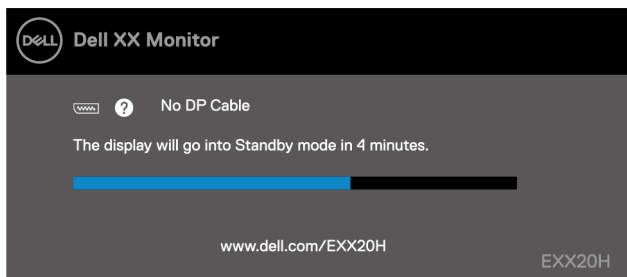 DELL Dell XX Monitor
? No DP Cable
The display will go into Standby mode in 4 minutes.
www.dell.com/EXX20H
EXX20H